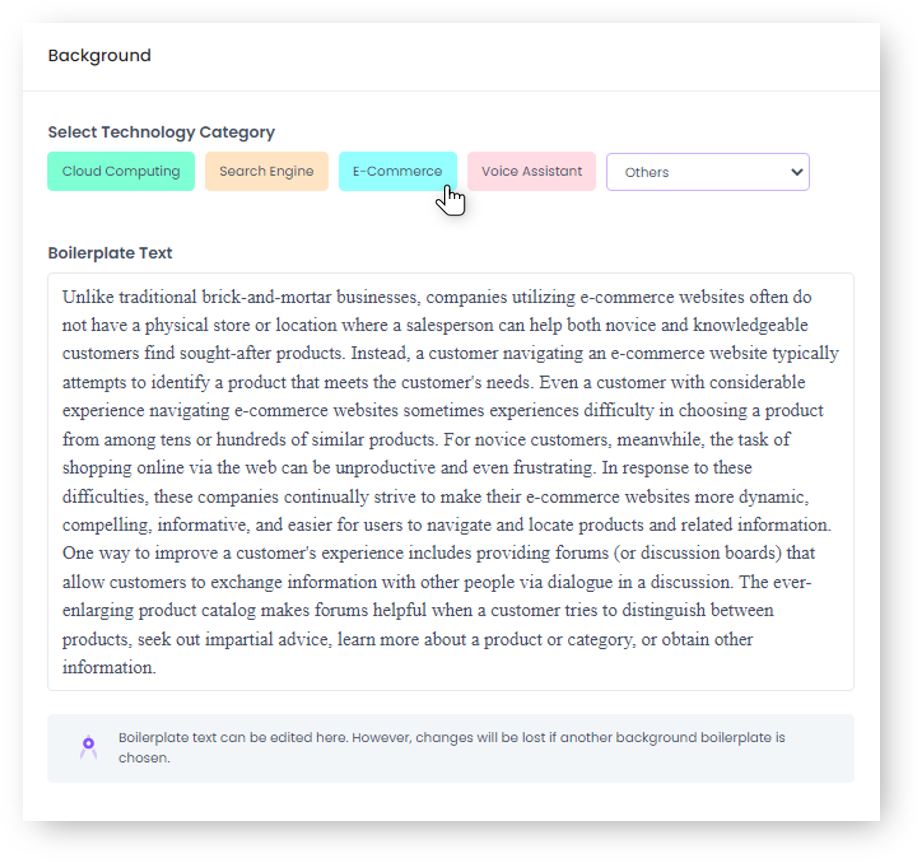 Background
Select Technology Category
Cloud Computing Search Engine E-Commerce Voice Assistant Others
Boilerplate Text
Unlike traditional brick-and-mortar businesses, companies utilizing e-commerce websites often do
not have a physical store or location where a salesperson can help both novice and knowledgeable
customers find sought-after products. Instead, a customer navigating an e-commerce website typically
attempts to identify a product that meets the customer's needs. Even a customer with considerable
experience navigating e-commerce websites sometimes experiences difficulty in choosing a product
from among tens or hundreds of similar products. For novice customers, meanwhile, the task of
shopping online via the web can be unproductive and even frustrating. In response to these
difficulties, these companies continually strive to make their e-commerce websites more dynamic,
compelling, informative, and easier for users to navigate and locate products and related information.
One way to improve a customer's experience includes providing forums (or discussion boards) that
allow customers to exchange information with other people via dialogue in a discussion. The ever-
enlarging product catalog makes forums helpful when a customer tries to distinguish between
products, seek out impartial advice, learn more about a product or category, or obtain other
information.
Boilerplate text can be edited here. However, changes will be lost if another background boilerplate is
chosen.